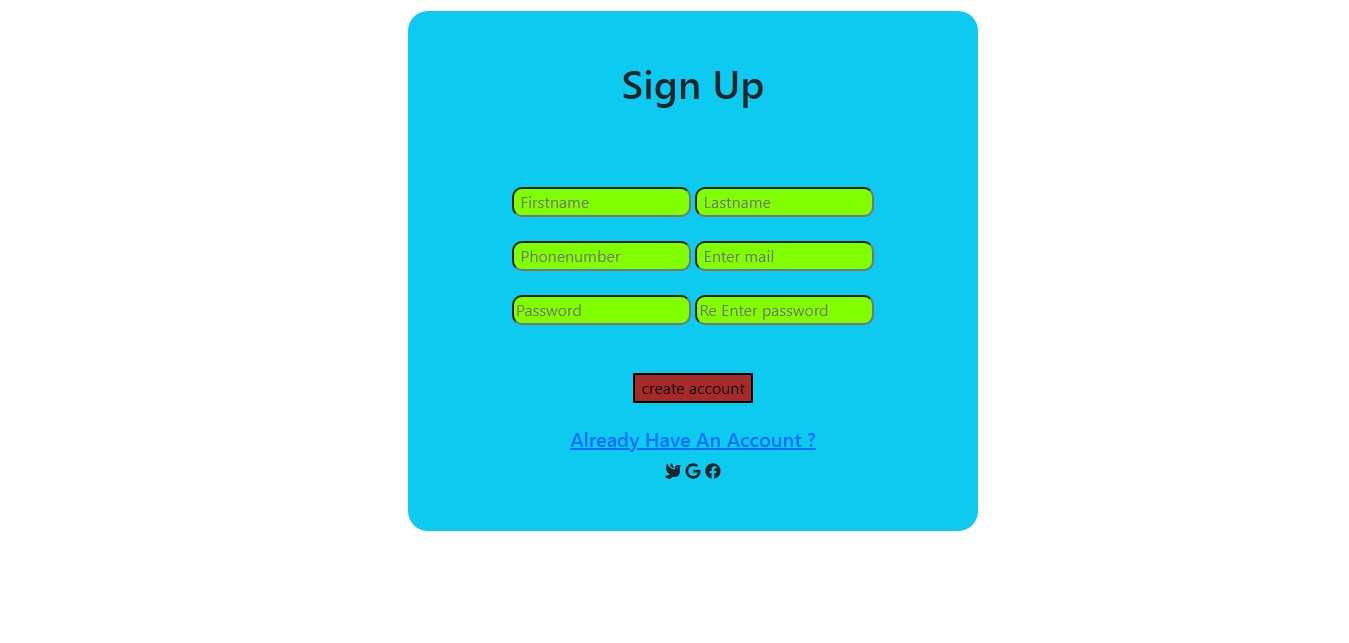 Sign Up
Firstname Lastname
Phonenumber Enter mail
Password Re Enter password
create account
Already Have An Account ?